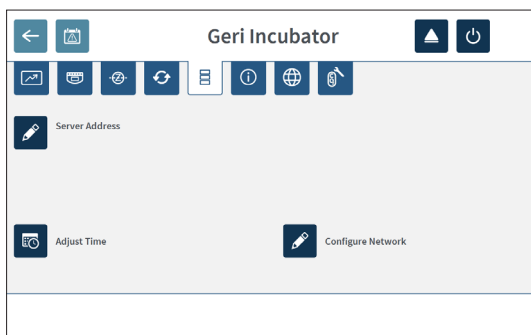 Geri Incubator
Server Address
Adjust Time
Configure Network